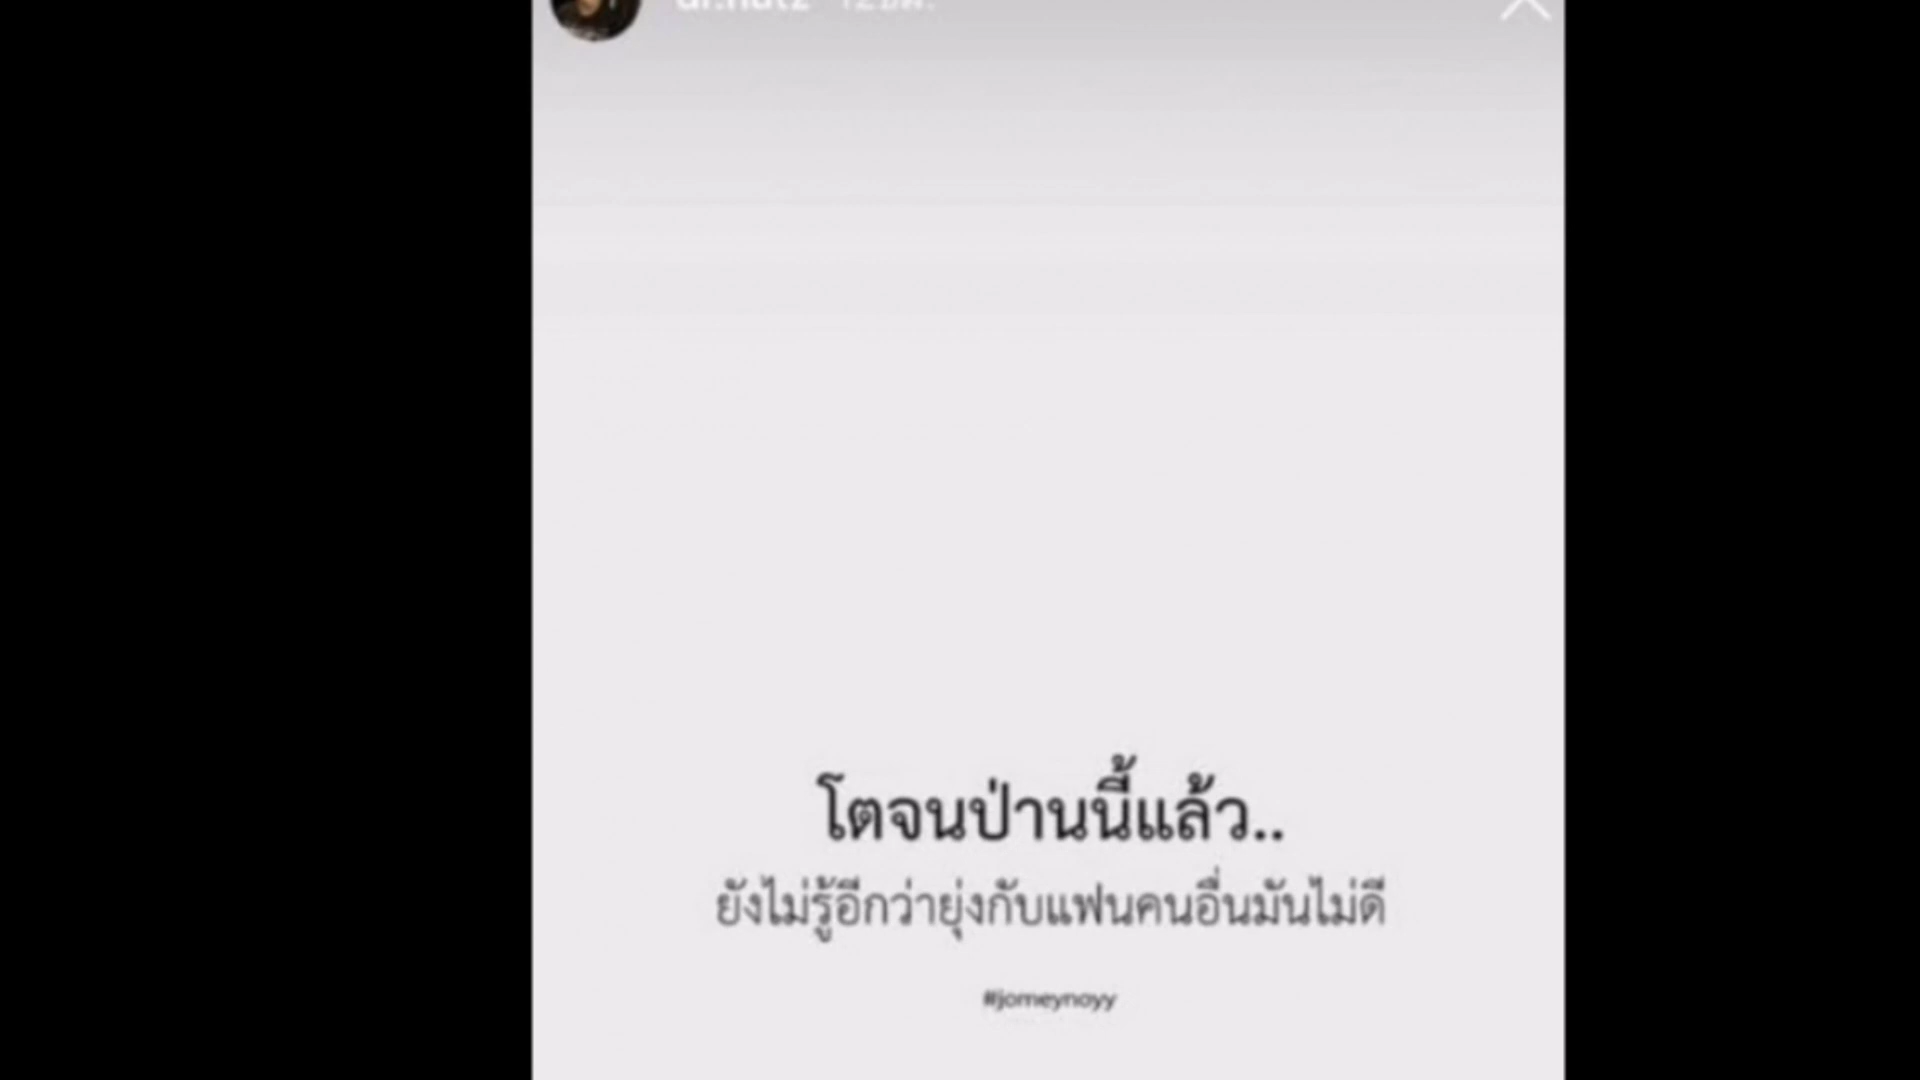 โตจนป่านนี้แล้ว..
ยังไม่รู้อีกว่ายุ่งกับแฟนคนอื่นมันไม่ดี
#jomeynoyy